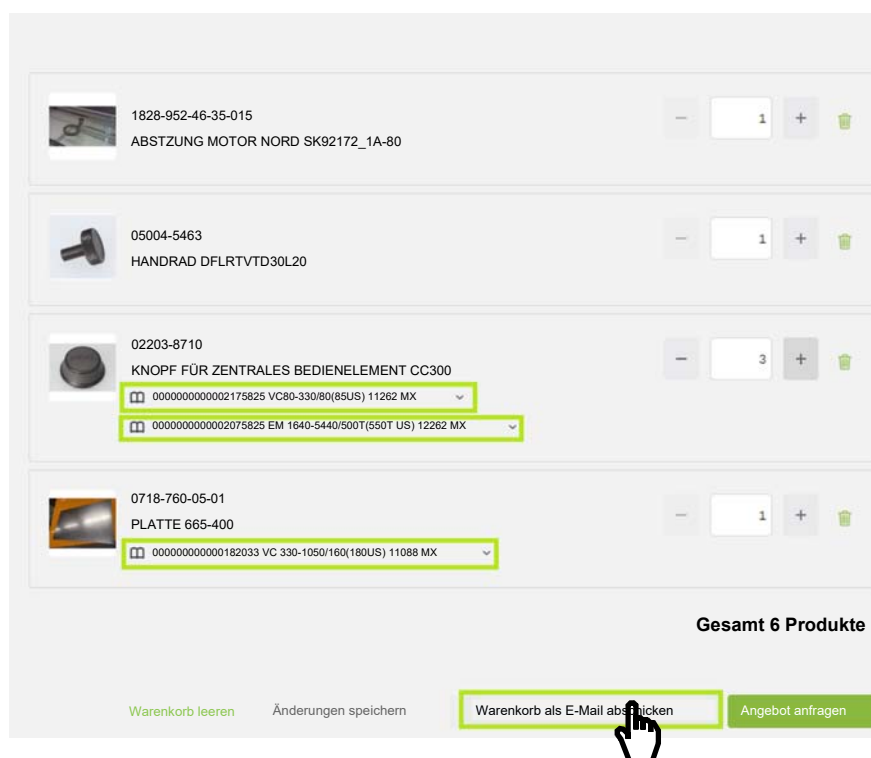 1828-952-46-35-015
ABSTZUNG MOTOR NORD SK92172_1A-80
− 1 +
05004-5463
HANDRAD DFLRTVTD30L20
− 1 +
02203-8710
KNOPF FÜR ZENTRALES BEDIENELEMENT CC300
− 3 +
0000000000002175825 VC80-330/80(85US) 11262 MX
0000000000002075825 EM 1640-5440/500T(550T US) 12262 MX
0718-760-05-01
PLATTE 665-400
− 1 +
000000000000182033 VC 330-1050/160(180US) 11088 MX
Gesamt 6 Produkte
Warenkorb leeren Änderungen speichern Warenkorb als E-Mail abschicken Angebot anfragen